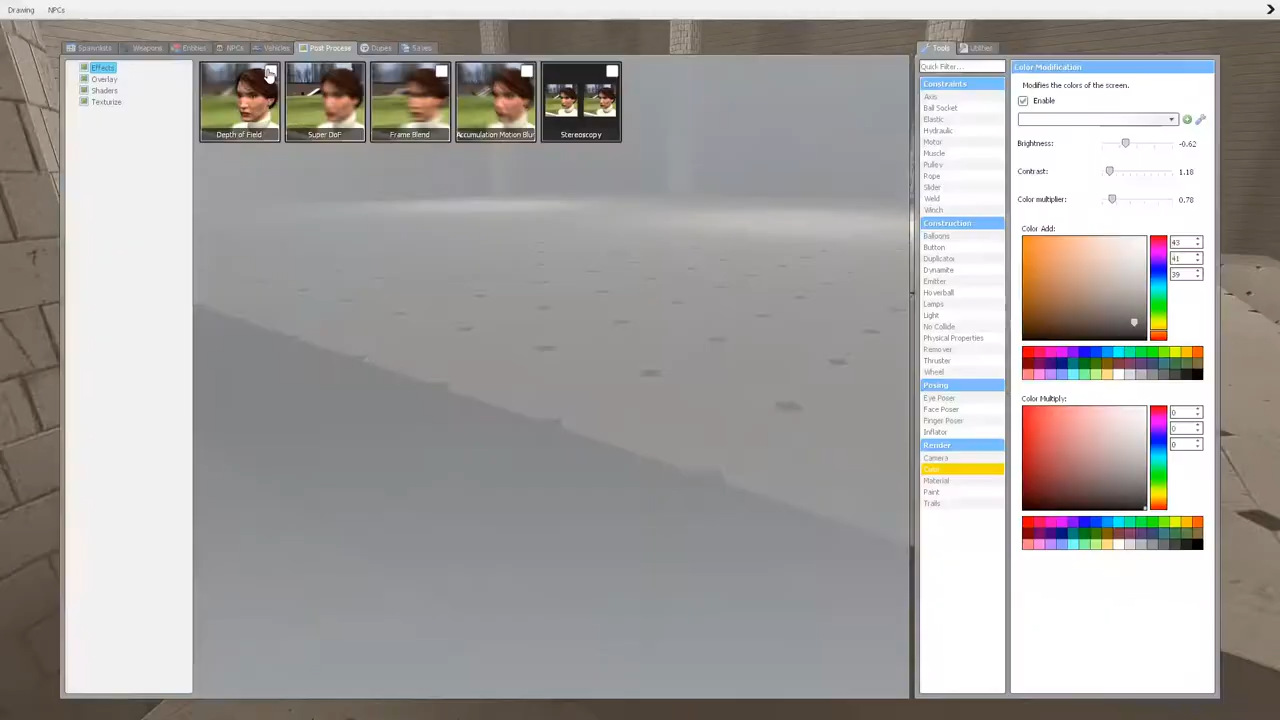 Drawing NPCs
Spawnlists Weapons Entities NPCs Vehicles Post Process Dupes Saves
Effects
Overlay
Shaders
Texturize
Depth of Field Super DoF Frame Blend Accumulation Motion Blur Stereoscopy
Tools Utilities
Quick Filter...
Constraints
Axis
Ball Socket
Elastic
Hydraulic
Motor
Muscle
Pulley
Rope
Slider
Weld
Winch
Construction
Balloons
Button
Duplicator
Dynamite
Emitter
Hoverball
Lamps
Light
No Collide
Physical Properties
Remover
Thruster
Wheel
Posing
Eye Poser
Face Poser
Finger Poser
Inflator
Render
Camera
Color
Material
Paint
Trails
Color Modification
Modifies the colors of the screen.
Enable
Brightness: -0.62
Contrast: 1.18
Color multiplier: 0.78
Color Add:
43
41
39
Color Multiply:
0
0
0